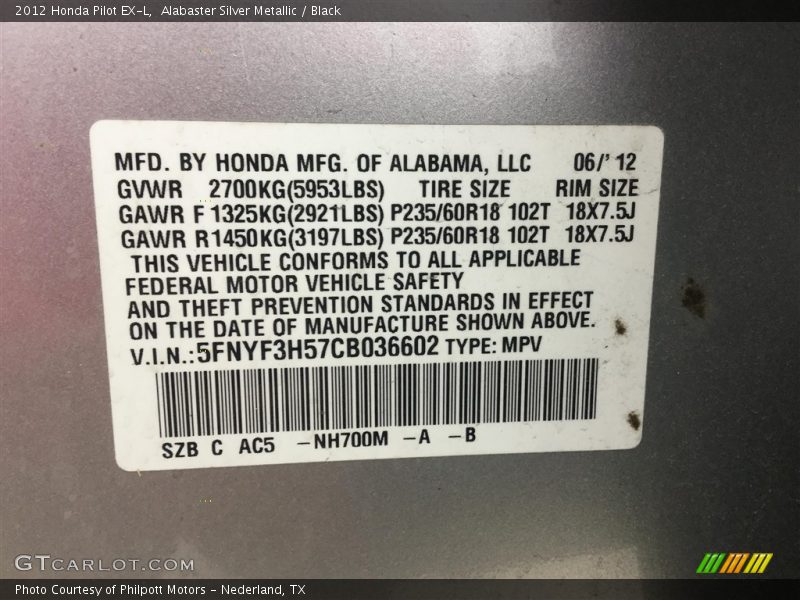 2012 Honda Pilot EX-L, Alabaster Silver Metallic / Black
MFD. BY HONDA MFG. OF ALABAMA, LLC 06/'12
GVWR 2700KG(5953LBS) TIRE SIZE RIM SIZE
GAWR F 1325KG(2921LBS) P235/60R18 102T 18X7.5J
GAWR R1450KG(3197LBS) P235/60R18 102T 18X7.5J
THIS VEHICLE CONFORMS TO ALL APPLICABLE
FEDERAL MOTOR VEHICLE SAFETY
AND THEFT PREVENTION STANDARDS IN EFFECT
ON THE DATE OF MANUFACTURE SHOWN ABOVE.
V.I.N.:5FNYF3H57CB036602 TYPE: MPV
SZB C AC5 -NH700M -A -B
GTCARLOT.COM
Photo Courtesy of Philpott Motors - Nederland, TX